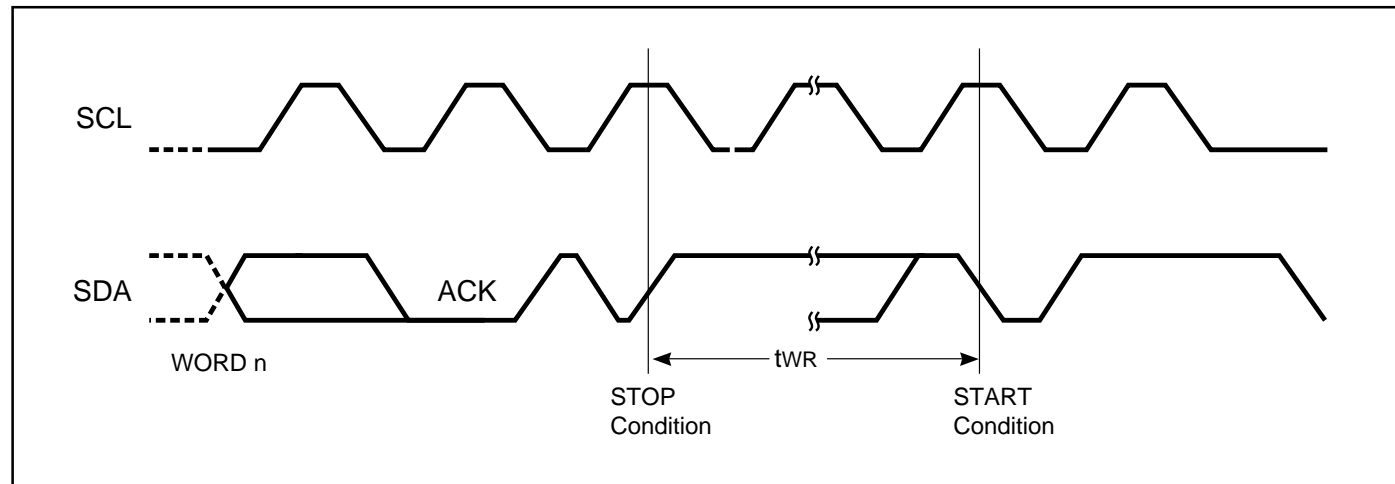 SCL
SDA
ACK
WORD n
tWR
STOP
Condition
START
Condition